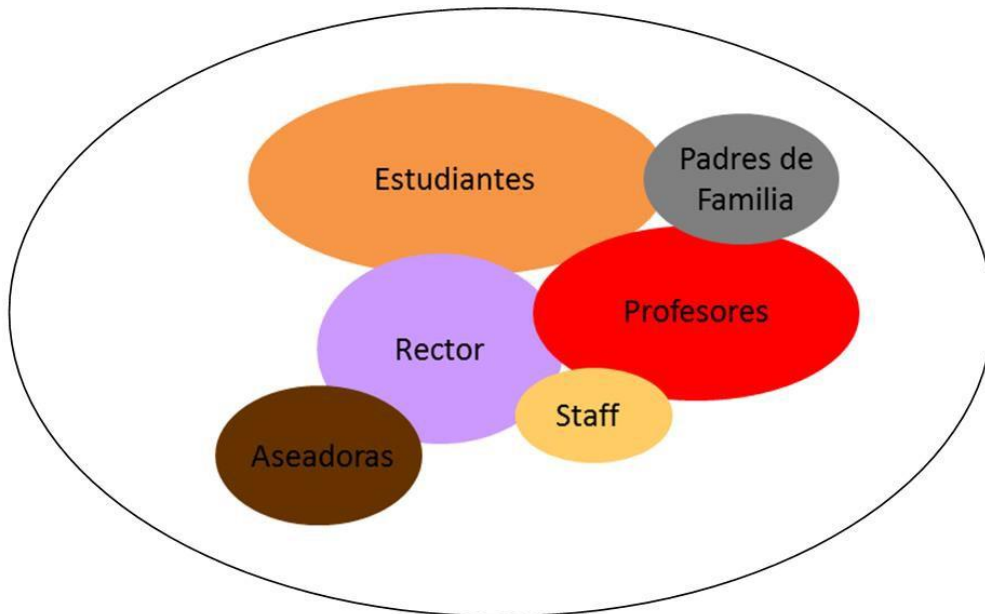 Estudiantes
Padres de
Familia
Profesores
Rector
Staff
Aseadoras